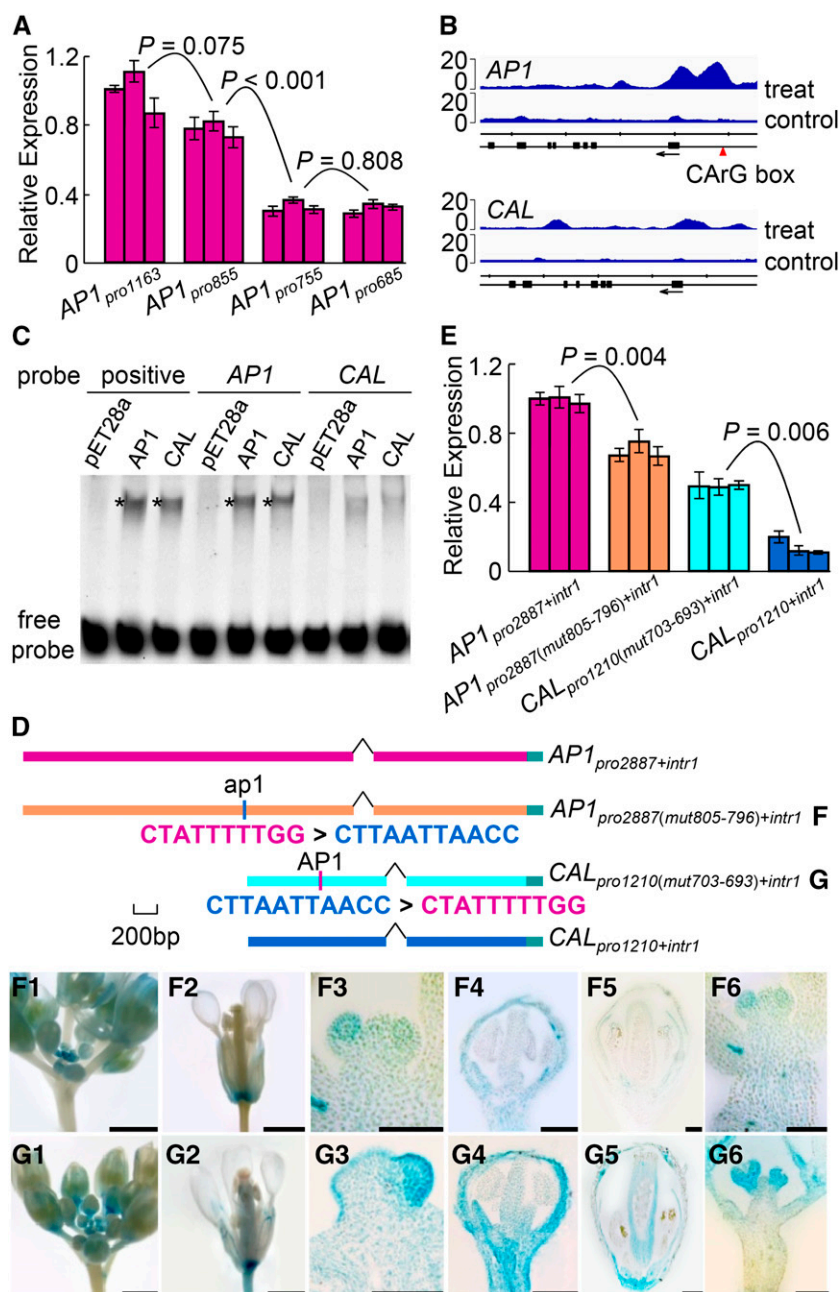 A
Relative Expression
1.2
0.8
0.4
0
P = 0.075
P < 0.001
P = 0.808
AP1pro1163
AP1pro855
AP1pro755
AP1pro685
B
20
0
AP1
treat
20
0
control
CArG box
20
0
CAL
treat
20
0
control
C
probe positive AP1 CAL
pET28a AP1 CAL pET28a AP1 CAL pET28a AP1 CAL
* * * *
free
probe
E
Relative Expression
1.2
0.8
0.4
0
P = 0.004
P = 0.006
AP1pro2887+intr1
AP1pro2887(mut805-796)+intr1
CALpro1210(mut703-693)+intr1
CALpro1210+intr1
D
AP1pro2887+intr1
ap1
AP1pro2887(mut805-796)+intr1 F
CTATTTTTGG > CTTAATTAACC
AP1
CALpro1210(mut703-693)+intr1 G
CTTAATTAACC > CTATTTTTGG
200bp
CALpro1210+intr1
F1 F2 F3 F4 F5 F6
G1 G2 G3 G4 G5 G6